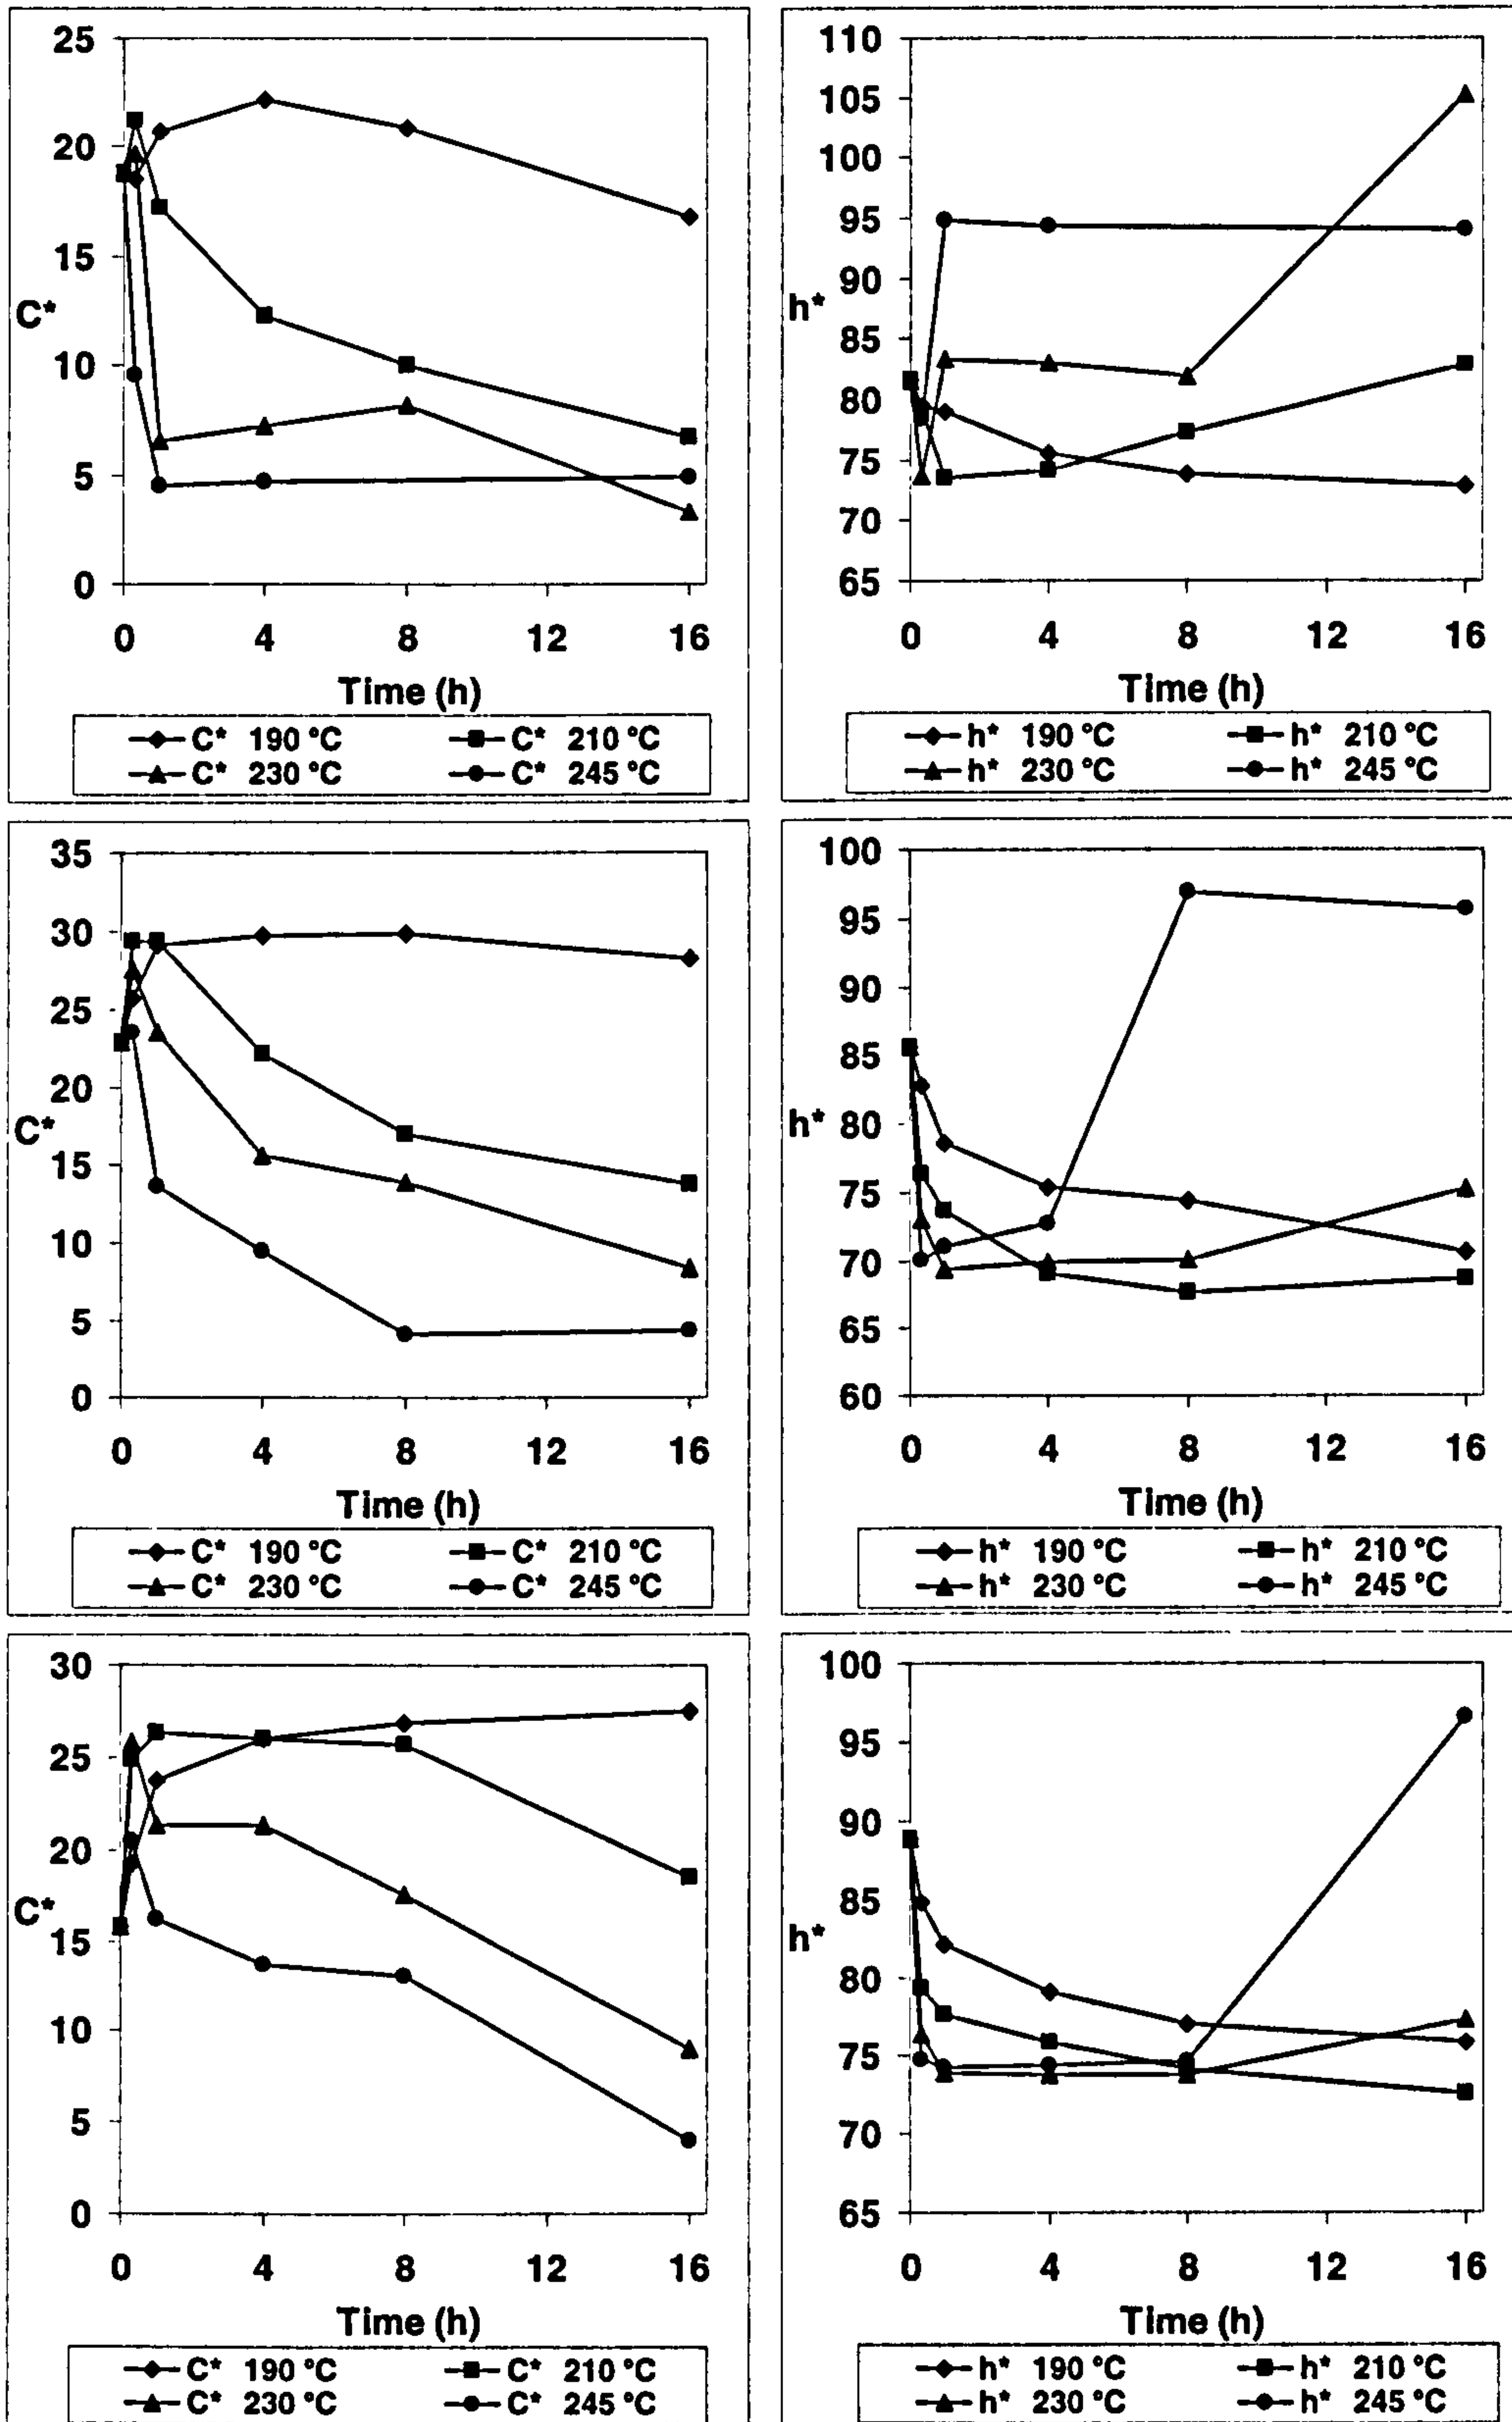 25
20
15
C*
10
5
0
0 4 8 12 16
Time (h)
C* 190 °C C* 210 °C
C* 230 °C C* 245 °C
110
105
100
95
90
h*
85
80
75
70
65
0 4 8 12 16
Time (h)
h* 190 °C h* 210 °C
h* 230 °C h* 245 °C
35
30
25
20
C*
15
10
5
0
0 4 8 12 16
Time (h)
C* 190 °C C* 210 °C
C* 230 °C C* 245 °C
100
95
90
85
h* 80
75
70
65
60
0 4 8 12 16
Time (h)
h* 190 °C h* 210 °C
h* 230 °C h* 245 °C
30
25
20
C*
15
10
5
0
0 4 8 12 16
Time (h)
C* 190 °C C* 210 °C
C* 230 °C C* 245 °C
100
95
90
85
h*
80
75
70
65
0 4 8 12 16
Time (h)
h* 190 °C h* 210 °C
h* 230 °C h* 245 °C